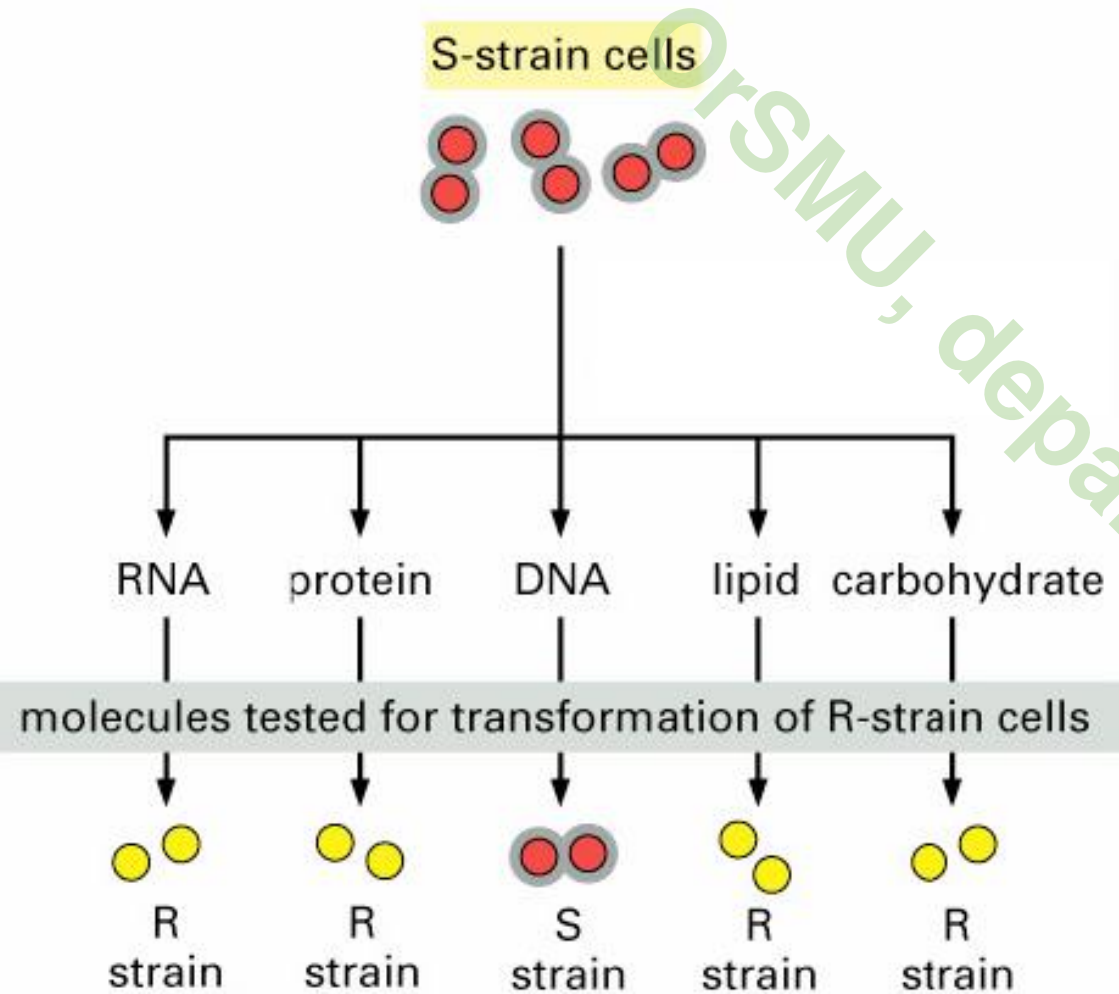 S-strain cells
OrSMU,
RNA protein DNA lipid carbohydrate
molecules tested for transformation of R-strain cells
R R S R R
strain strain strain strain strain